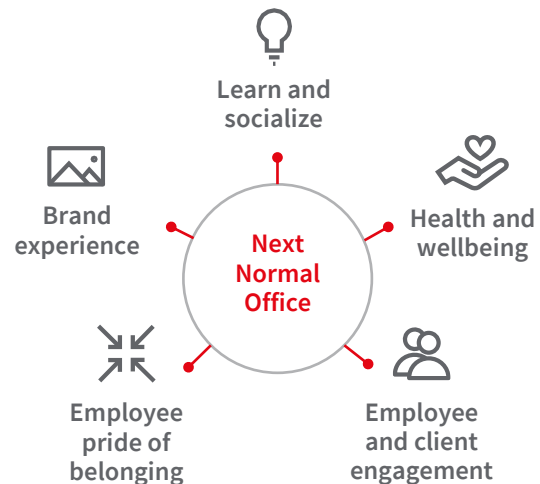 Learn and
socialize
Brand
experience
Health and
wellbeing
Next
Normal
Office
Employee
pride of
belonging
Employee
and client
engagement